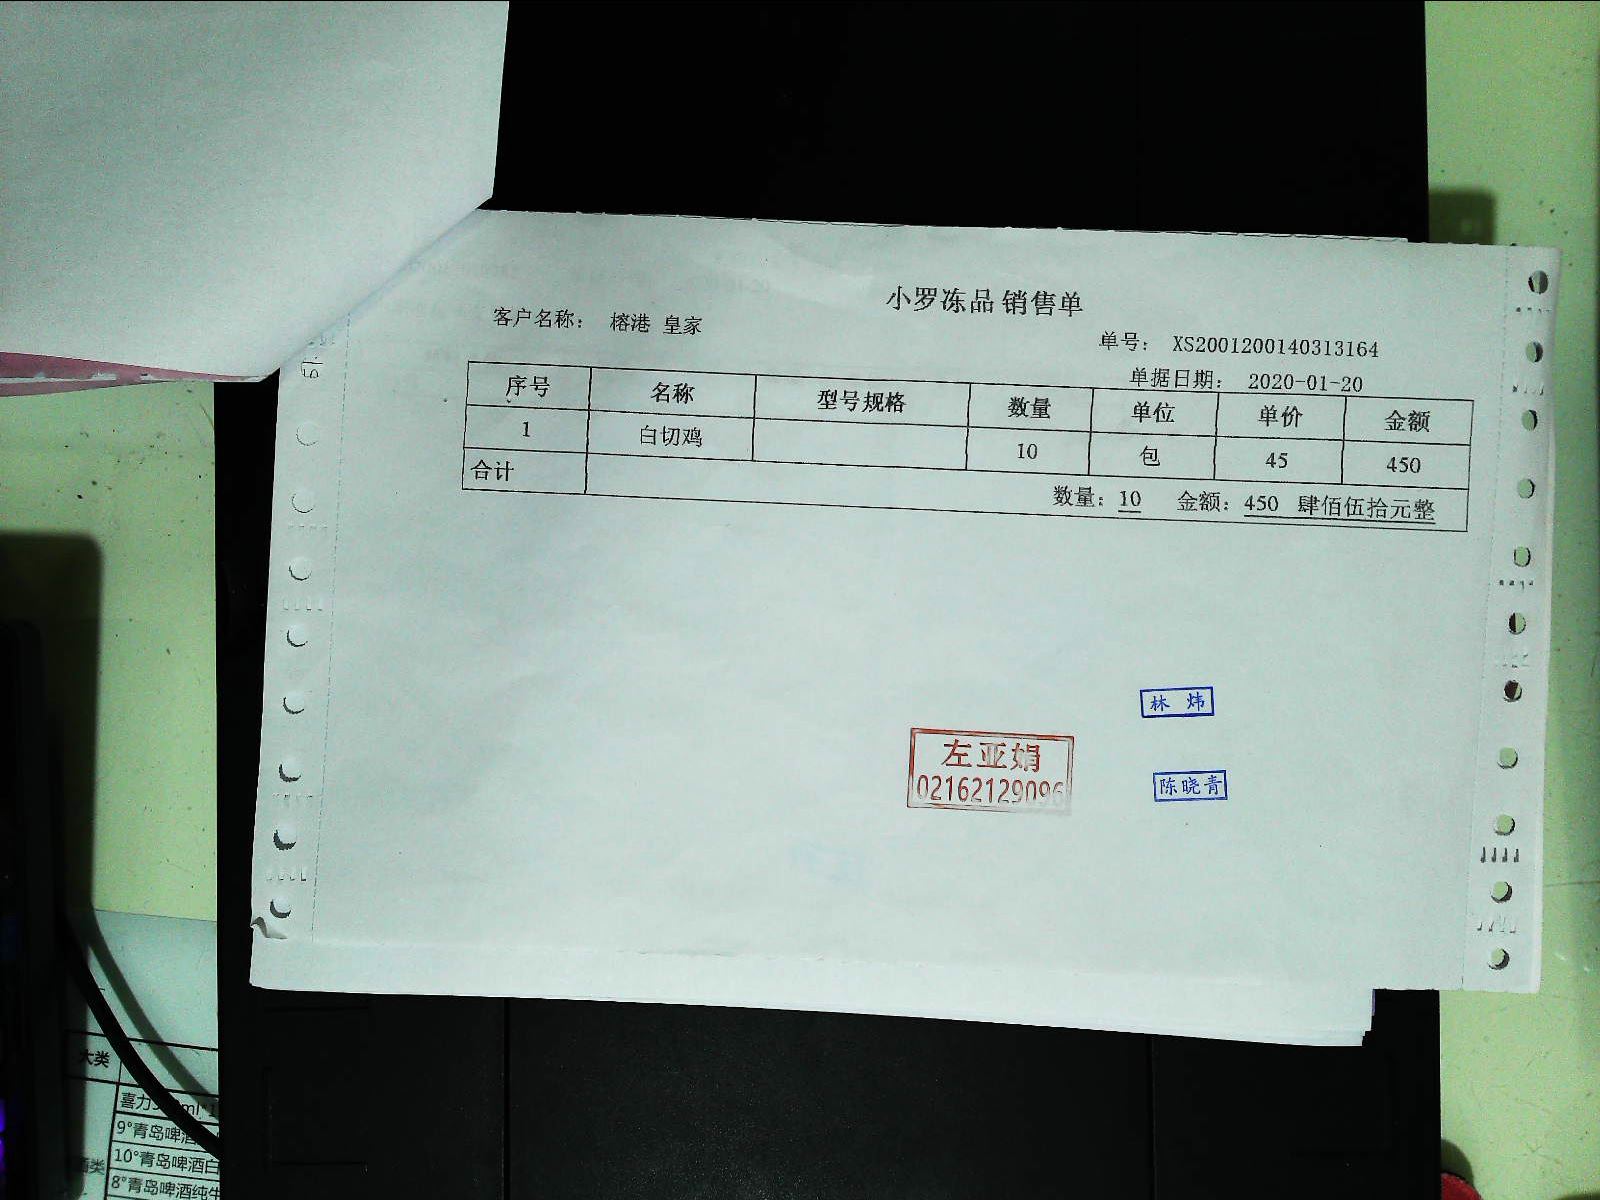 小罗冻品 销售单
客户名称: 榕港 皇家
单号: XS2001200140313164
单据日期: 2020-01-20
序号 名称 型号规格 数量 单位 单价 金额
1 白切鸡 10 包 45 450
合计 数量: 10 金额: 450 肆佰伍拾元整
林 炜
左亚娟
02162129096
陈晓青
大类
喜力
9°青岛啤酒
10°青岛啤酒白
酒类
8°青岛啤酒纯生